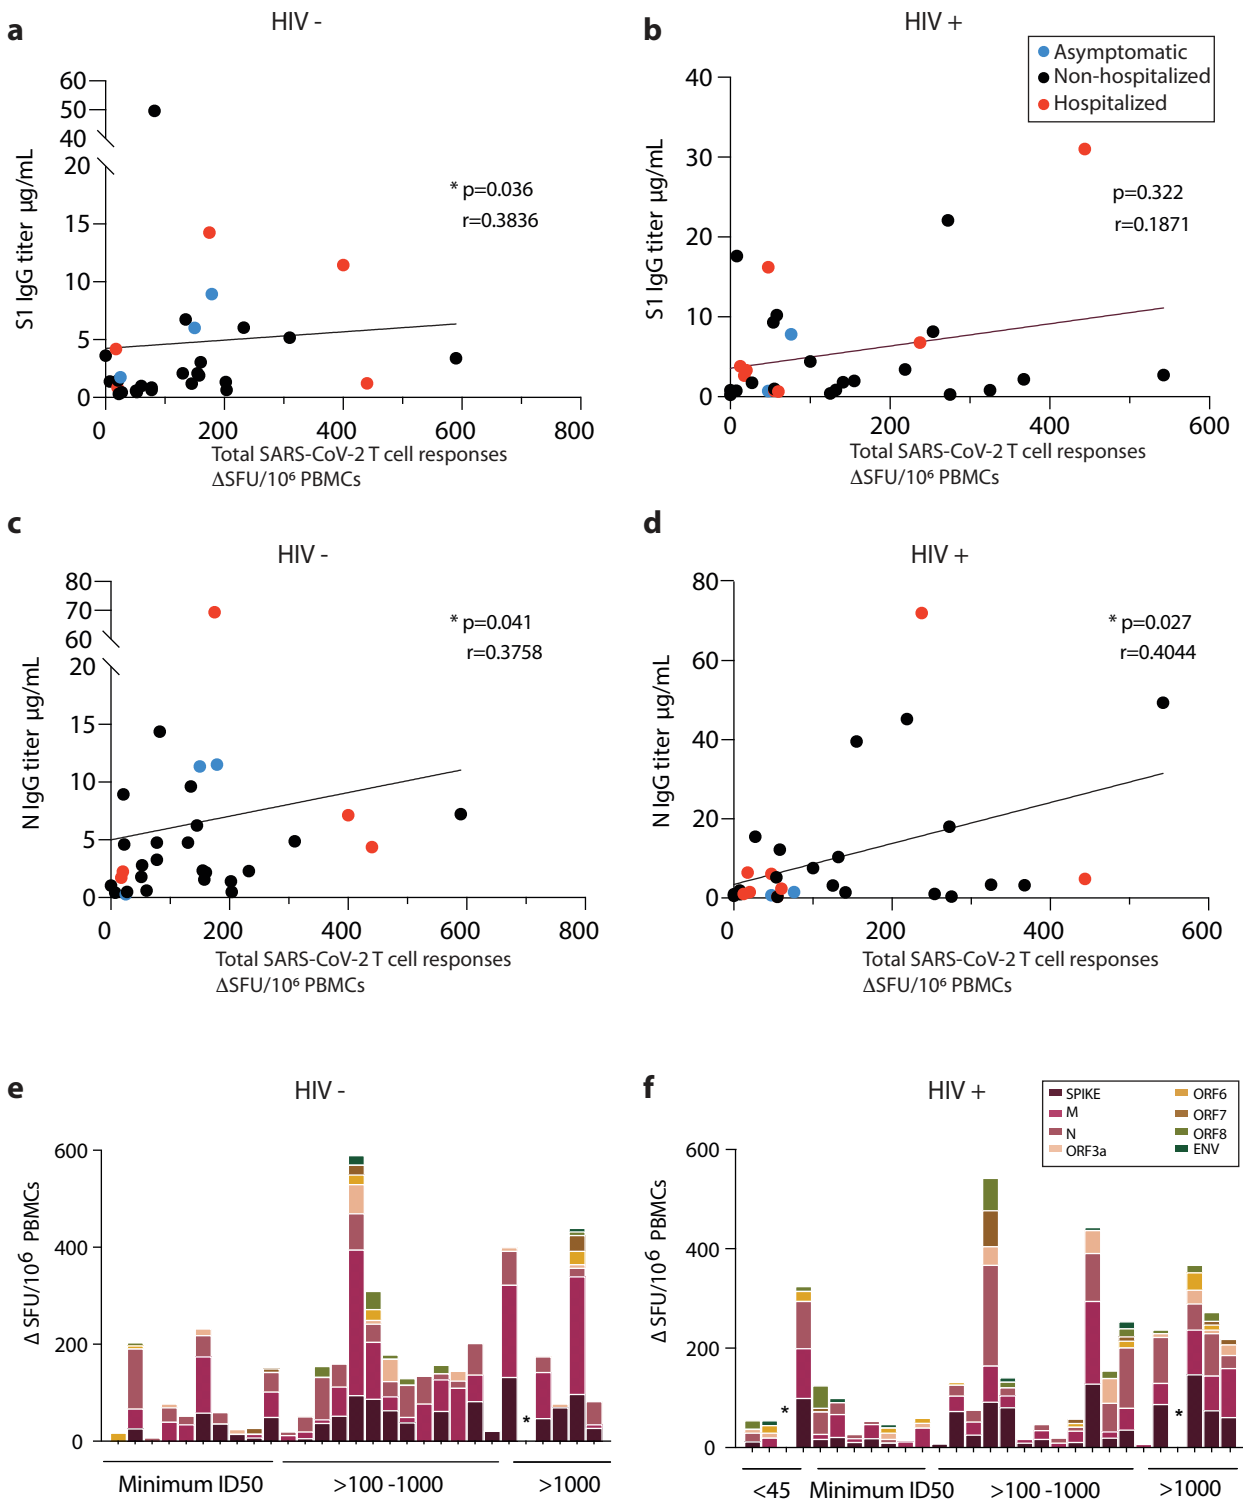 a
HIV -
S1 IgG titer µg/mL
60
50
40
20
15
10
5
0
* p=0.036
r=0.3836
0 200 400 600 800
Total SARS-CoV-2 T cell responses
ΔSFU/10⁶ PBMCs
b
HIV +
Asymptomatic
Non-hospitalized
Hospitalized
S1 IgG titer µg/mL
40
30
20
10
0
p=0.322
r=0.1871
0 200 400 600
Total SARS-CoV-2 T cell responses
ΔSFU/10⁶ PBMCs
c
HIV -
N IgG titer µg/mL
80
70
60
20
15
10
5
0
* p=0.041
r=0.3758
0 200 400 600 800
Total SARS-CoV-2 T cell responses
ΔSFU/10⁶ PBMCs
d
HIV +
N IgG titer µg/mL
80
60
40
20
0
* p=0.027
r=0.4044
0 200 400 600
Total SARS-CoV-2 T cell responses
ΔSFU/10⁶ PBMCs
e
HIV -
Δ SFU/10⁶ PBMCs
600
400
200
0
*
Minimum ID50 >100 -1000 >1000
f
HIV +
SPIKE
M
N
ORF3a
ORF6
ORF7
ORF8
ENV
Δ SFU/10⁶ PBMCs
600
400
200
0
*
*
<45 Minimum ID50 >100 -1000 >1000